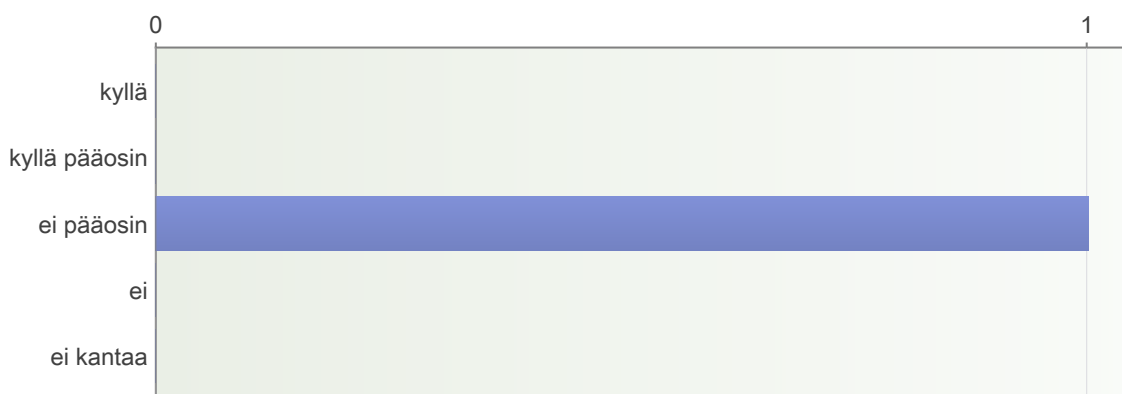 0 1
kyllä
kyllä pääosin
ei pääosin
ei
ei kantaa